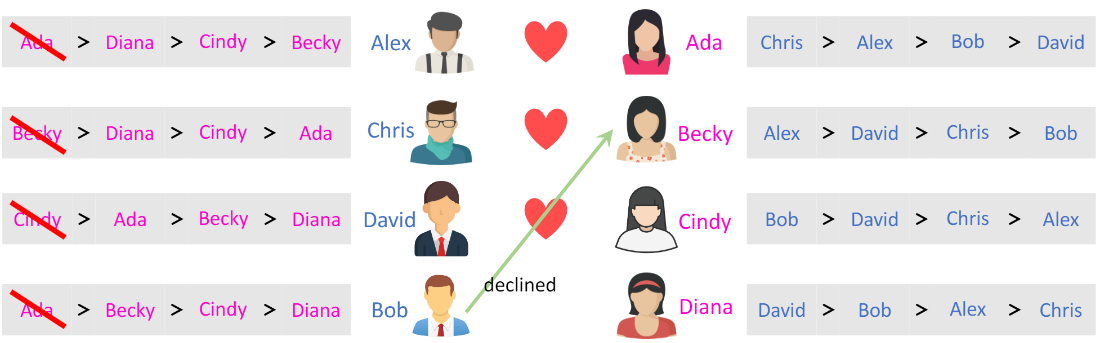 Ada > Diana > Cindy > Becky Alex Ada Chris > Alex > Bob > David
Becky > Diana > Cindy > Ada Chris Becky Alex > David > Chris > Bob
Cindy > Ada > Becky > Diana David Cindy Bob > David > Chris > Alex
declined
Ada > Becky > Cindy > Diana Bob Diana David > Bob > Alex > Chris